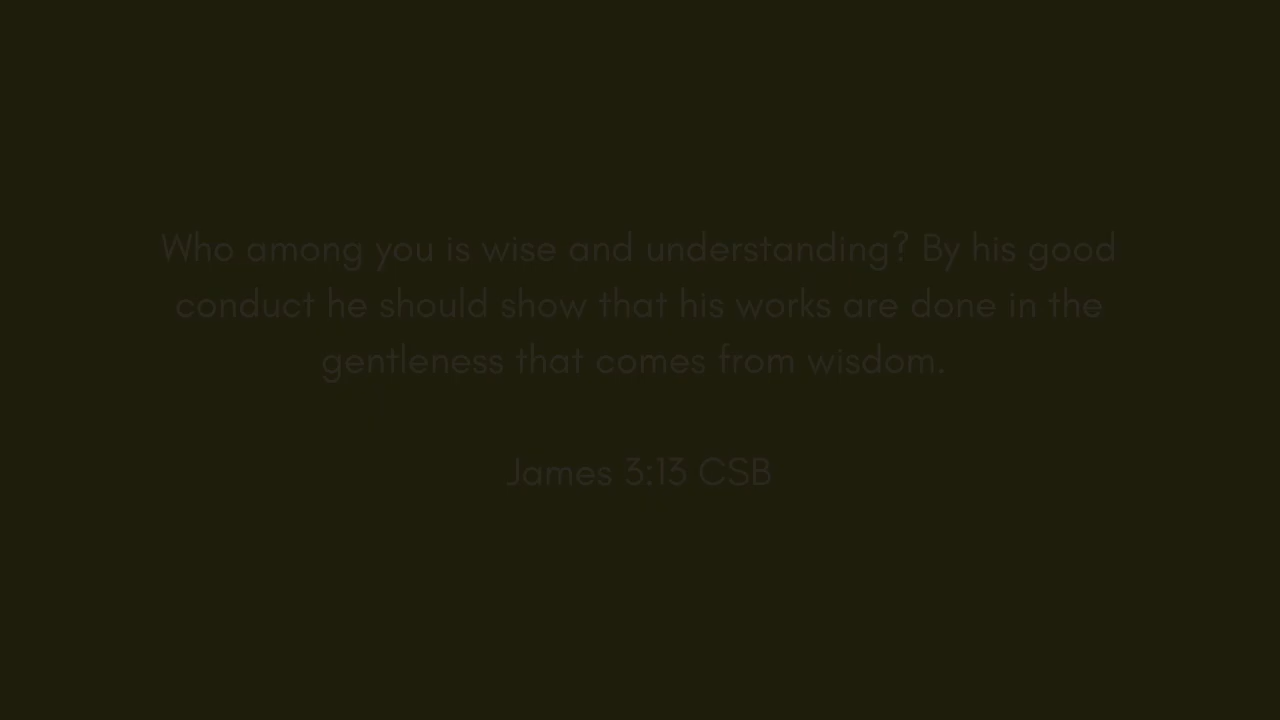 Who among you is wise and understanding? By his good
conduct he should show that his works are done in the
gentleness that comes from wisdom.
James 3:13 CSB